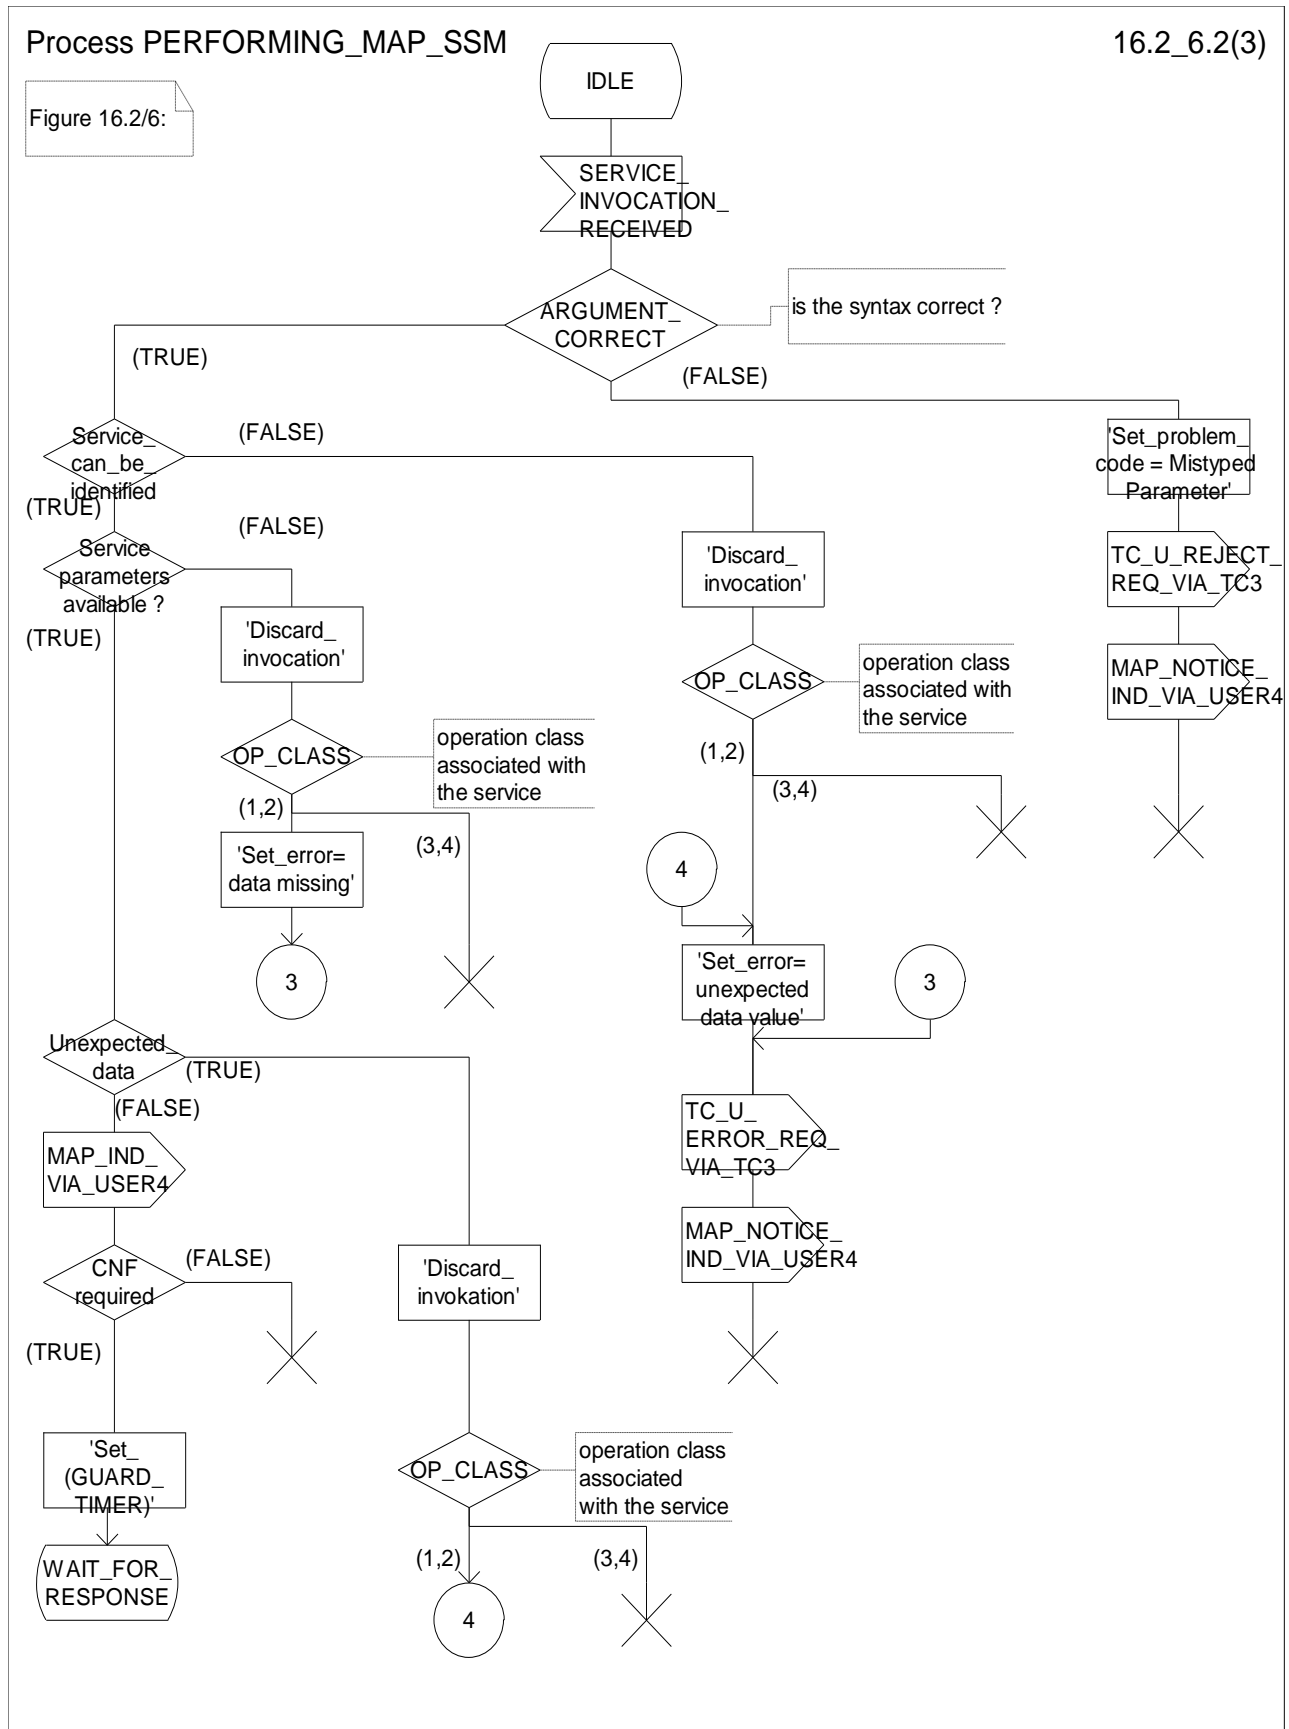 Process PERFORMING_MAP_SSM
16.2_6.2(3)
Figure 16.2/6:
IDLE
SERVICE_
INVOCATION_
RECEIVED
ARGUMENT_
CORRECT
is the syntax correct ?
(TRUE)
(FALSE)
Service_
can_be_
identified
(FALSE)
'Set_problem_
code = Mistyped
Parameter'
(TRUE)
Service
parameters
available ?
(FALSE)
'Discard_
invocation'
TC_U_REJECT_
REQ_VIA_TC3
(TRUE)
'Discard_
invocation'
OP_CLASS
operation class
associated with
the service
MAP_NOTICE_
IND_VIA_USER4
OP_CLASS
operation class
associated with
the service
(1,2)
(3,4)
(1,2)
(3,4)
'Set_error=
data missing'
4
3
'Set_error=
unexpected
data value'
3
Unexpected_
data
(TRUE)
(FALSE)
TC_U_
ERROR_REQ_
VIA_TC3
MAP_IND_
VIA_USER4
MAP_NOTICE_
IND_VIA_USER4
CNF
required
(FALSE)
'Discard_
invokation'
(TRUE)
'Set_
(GUARD_
TIMER)'
OP_CLASS
operation class
associated
with the service
(1,2)
(3,4)
WAIT_FOR_
RESPONSE
4